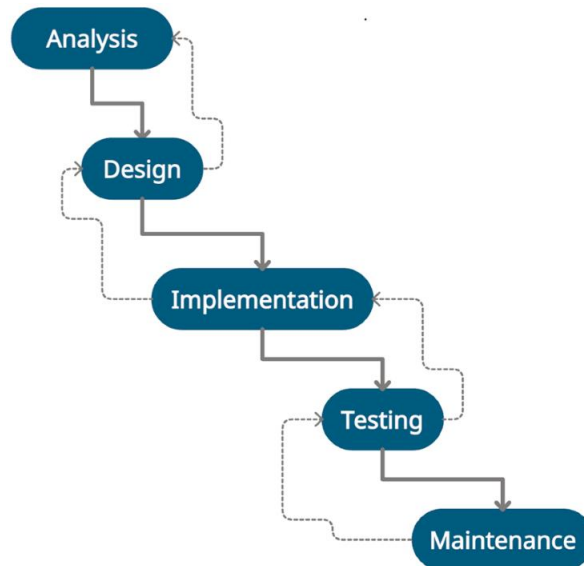 Analysis
Design
Implementation
Testing
Maintenance